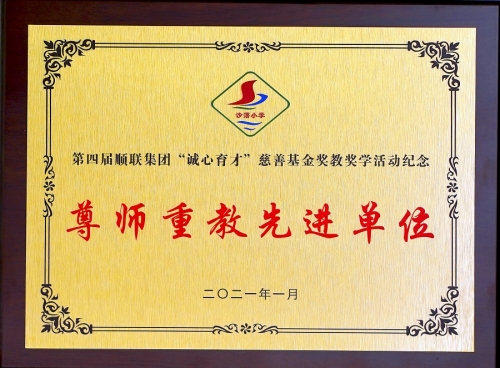 沙滘小学
第四届顺联集团“诚心育才”慈善基金奖教奖学活动纪念
尊师重教先进单位
二〇二一年一月